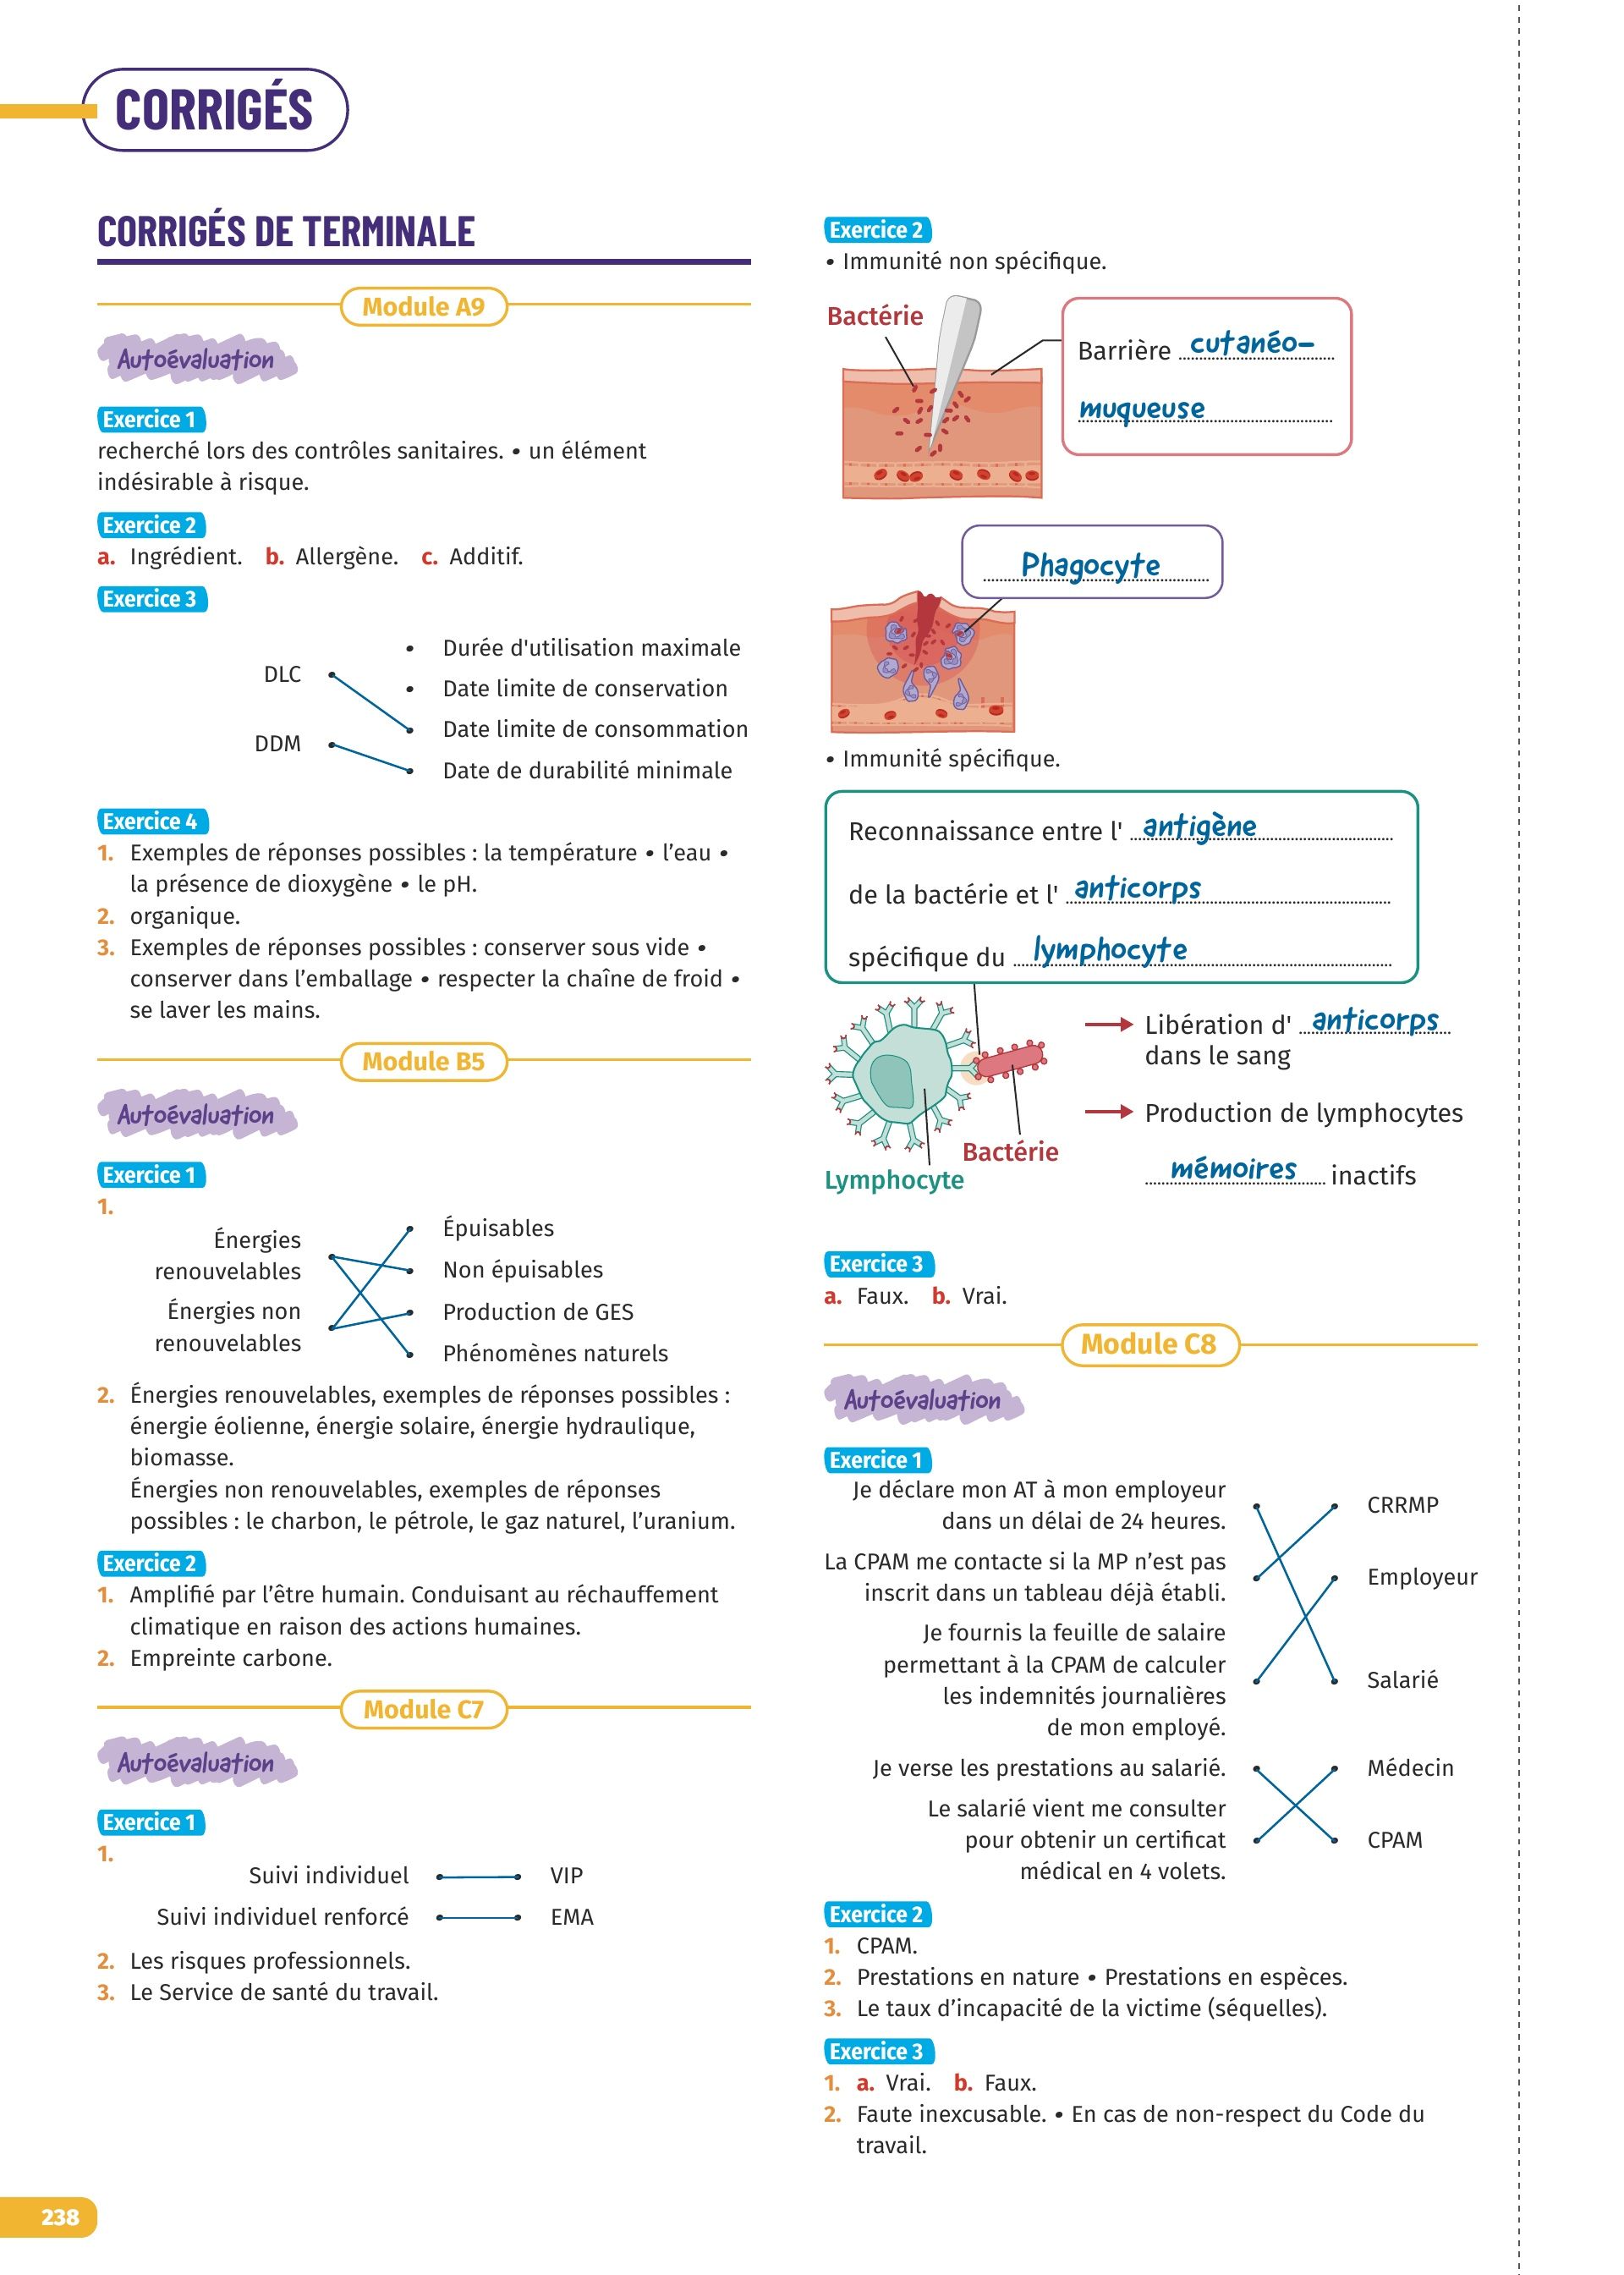 CORRIGÉS
CORRIGÉS DE TERMINALE
Module A9
Autoévaluation
Exercice 1
recherché lors des contrôles sanitaires. • un élément
indésirable à risque.
Exercice 2
a. Ingrédient. b. Allergène. c. Additif.
Exercice 3
DLC
DDM
• Durée d'utilisation maximale
• Date limite de conservation
Date limite de consommation
Date de durabilité minimale
Exercice 4
1. Exemples de réponses possibles : la température • l’eau •
la présence de dioxygène • le pH.
2. organique.
3. Exemples de réponses possibles : conserver sous vide •
conserver dans l’emballage • respecter la chaîne de froid •
se laver les mains.
Module B5
Autoévaluation
Exercice 1
1.
Énergies
renouvelables
Énergies non
renouvelables
Épuisables
Non épuisables
Production de GES
Phénomènes naturels
2. Énergies renouvelables, exemples de réponses possibles :
énergie éolienne, énergie solaire, énergie hydraulique,
biomasse.
Énergies non renouvelables, exemples de réponses
possibles : le charbon, le pétrole, le gaz naturel, l’uranium.
Exercice 2
1. Amplifié par l’être humain. Conduisant au réchauffement
climatique en raison des actions humaines.
2. Empreinte carbone.
Module C7
Autoévaluation
Exercice 1
1.
Suivi individuel VIP
Suivi individuel renforcé EMA
2. Les risques professionnels.
3. Le Service de santé du travail.
Exercice 2
• Immunité non spécifique.
Bactérie
Barrière cutanéo–
muqueuse
Phagocyte
• Immunité spécifique.
Reconnaissance entre l' antigène
de la bactérie et l' anticorps
spécifique du lymphocyte
Libération d' anticorps
dans le sang
Production de lymphocytes
mémoires inactifs
Bactérie
Lymphocyte
Exercice 3
a. Faux. b. Vrai.
Module C8
Autoévaluation
Exercice 1
Je déclare mon AT à mon employeur
dans un délai de 24 heures.
La CPAM me contacte si la MP n’est pas
inscrit dans un tableau déjà établi.
Je fournis la feuille de salaire
permettant à la CPAM de calculer
les indemnités journalières
de mon employé.
Je verse les prestations au salarié.
Le salarié vient me consulter
pour obtenir un certificat
médical en 4 volets.
CRRMP
Employeur
Salarié
Médecin
CPAM
Exercice 2
1. CPAM.
2. Prestations en nature • Prestations en espèces.
3. Le taux d’incapacité de la victime (séquelles).
Exercice 3
1. a. Vrai. b. Faux.
2. Faute inexcusable. • En cas de non-respect du Code du
travail.
238